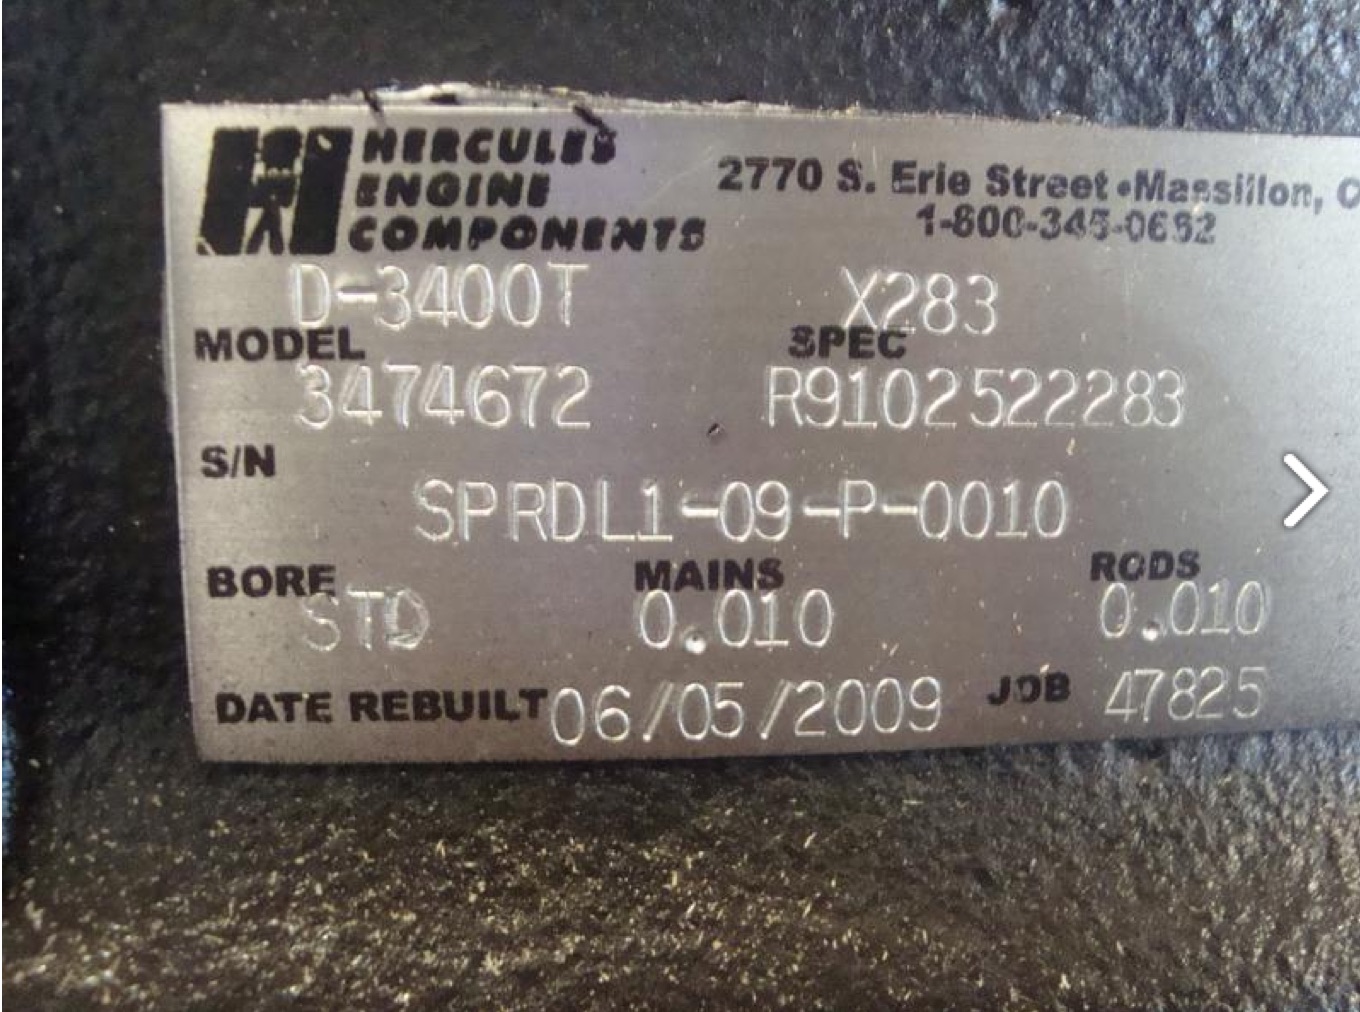 HERCULES
ENGINE
COMPONENTS
2770 S. Erie Street •Massillon,
1-800-345-0652
D-3400T X283
MODEL SPEC
3474672 R9102522283
S/N
SPRDL1-09-P-0010
BORE MAINS RODS
STD 0.010 0.010
DATE REBUILT 06/05/2009 JOB 47825